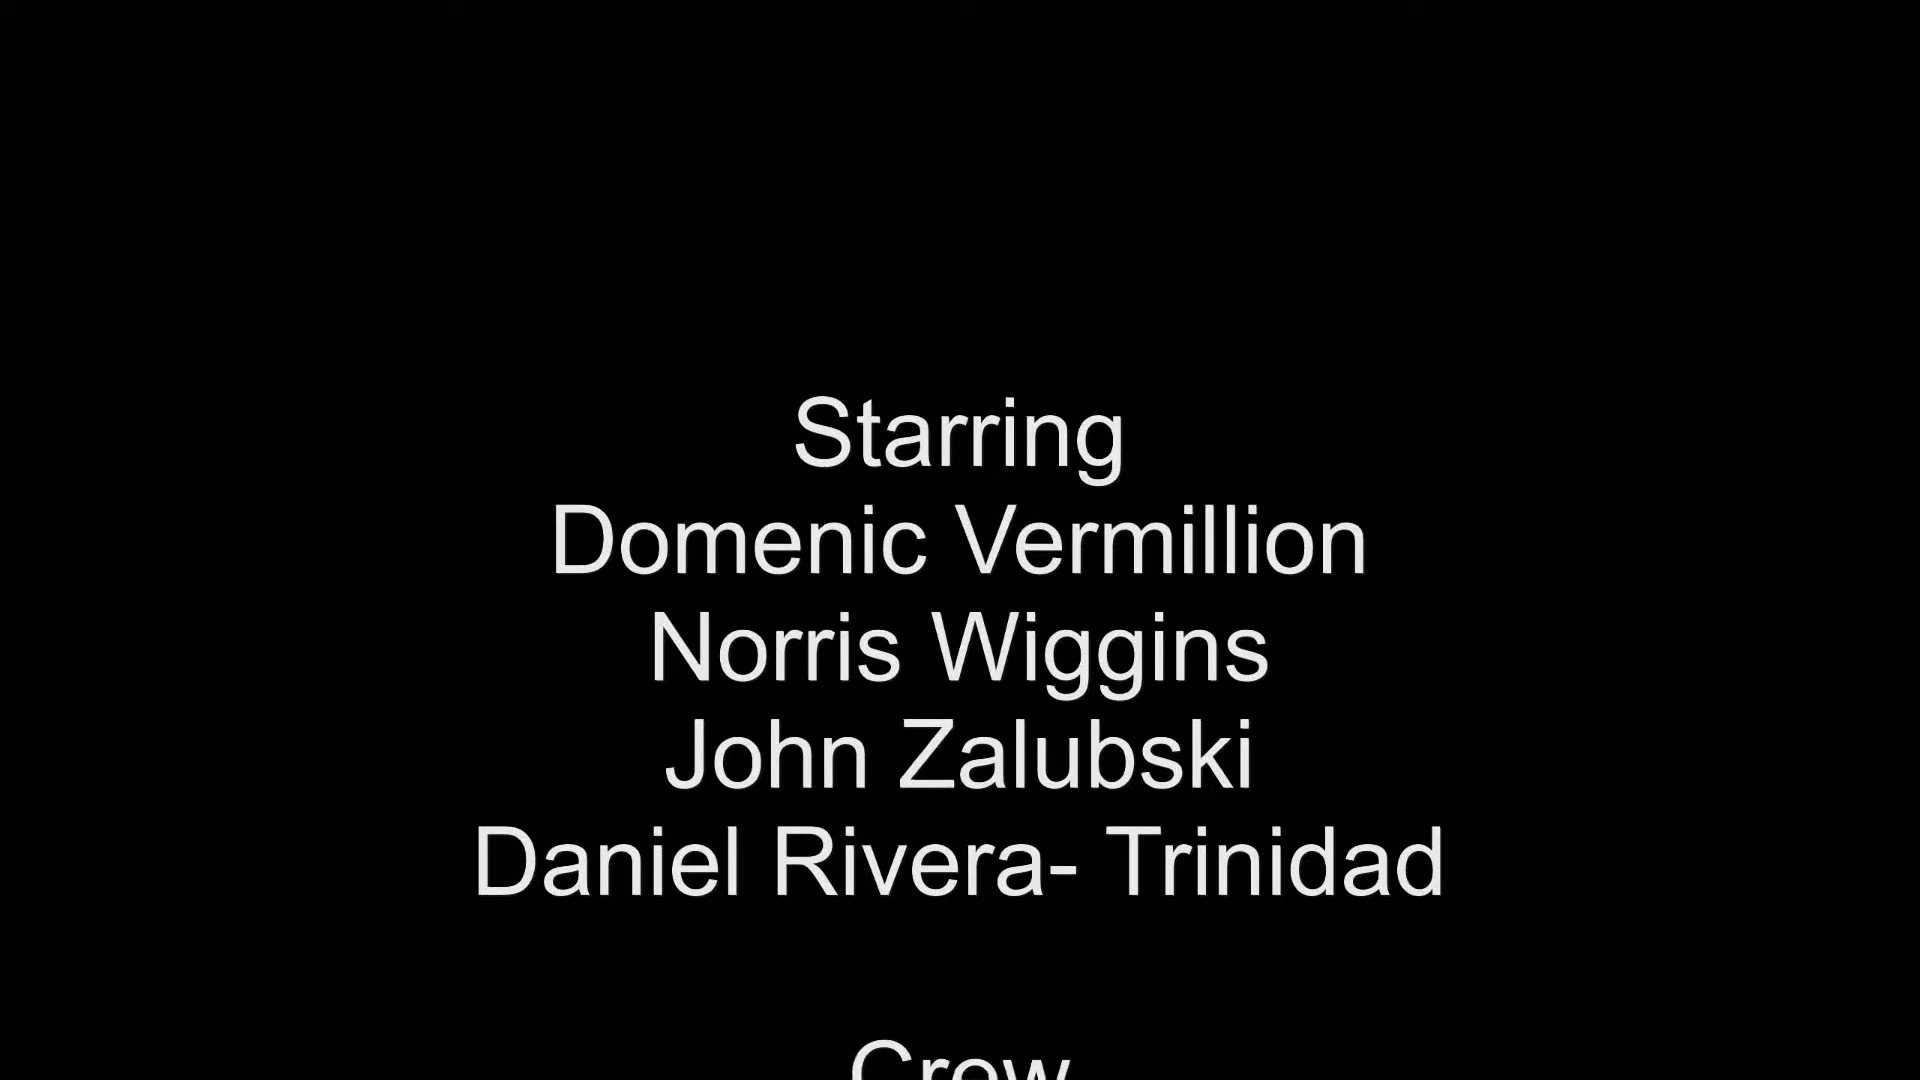 Starring
Domenic Vermillion
Norris Wiggins
John Zalubski
Daniel Rivera- Trinidad
Crew